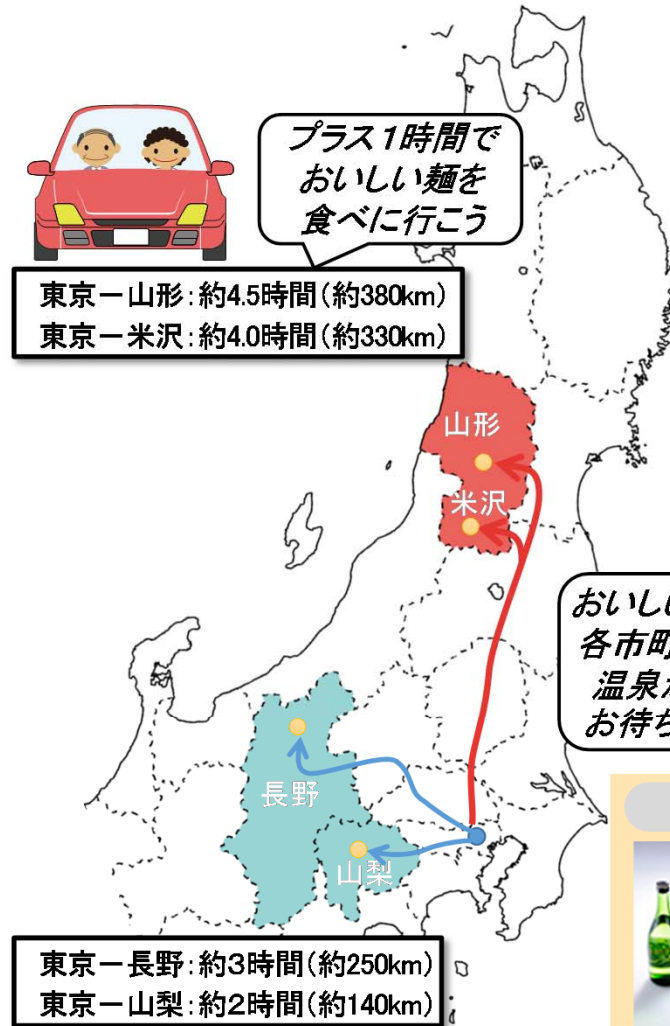 プラス1時間で
おいしい麺を
食べに行こう
東京－山形：約4.5時間（約380km）
東京－米沢：約4.0時間（約330km）
山形
米沢
おいし
各市町
温泉
お待ち
長野
山梨
東京－長野：約3時間（約250km）
東京－山梨：約2時間（約140km）